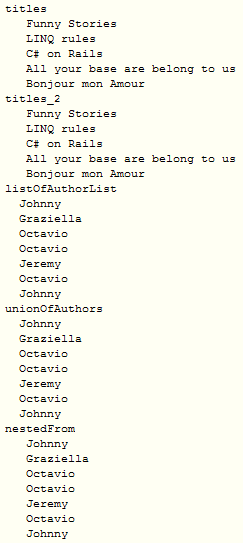 titles
Funny Stories
LINQ rules
C# on Rails
All your base are belong to us
Bonjour mon Amour
titles_2
Funny Stories
LINQ rules
C# on Rails
All your base are belong to us
Bonjour mon Amour
listOfAuthorList
Johnny
Graziella
Octavio
Octavio
Jeremy
Octavio
Johnny
unionOfAuthors
Johnny
Graziella
Octavio
Octavio
Jeremy
Octavio
Johnny
nestedFrom
Johnny
Graziella
Octavio
Octavio
Jeremy
Octavio
Johnny